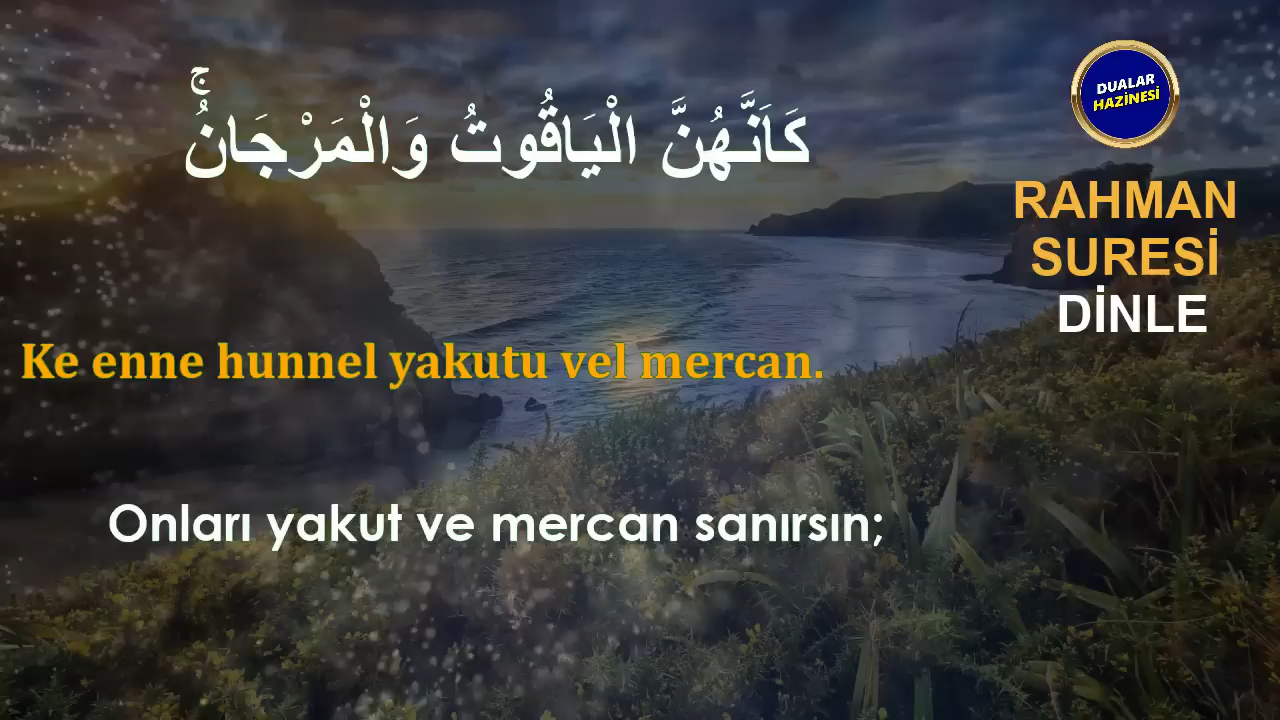 كَاَنَّهُنَّ الْيَاقُوتُ وَالْمَرْجَانُۚ
DUALAR
HAZİNESİ
RAHMAN
SURESİ
DİNLE
Ke enne hunnel yakutu vel mercan.
Onları yakut ve mercan sanırsın;